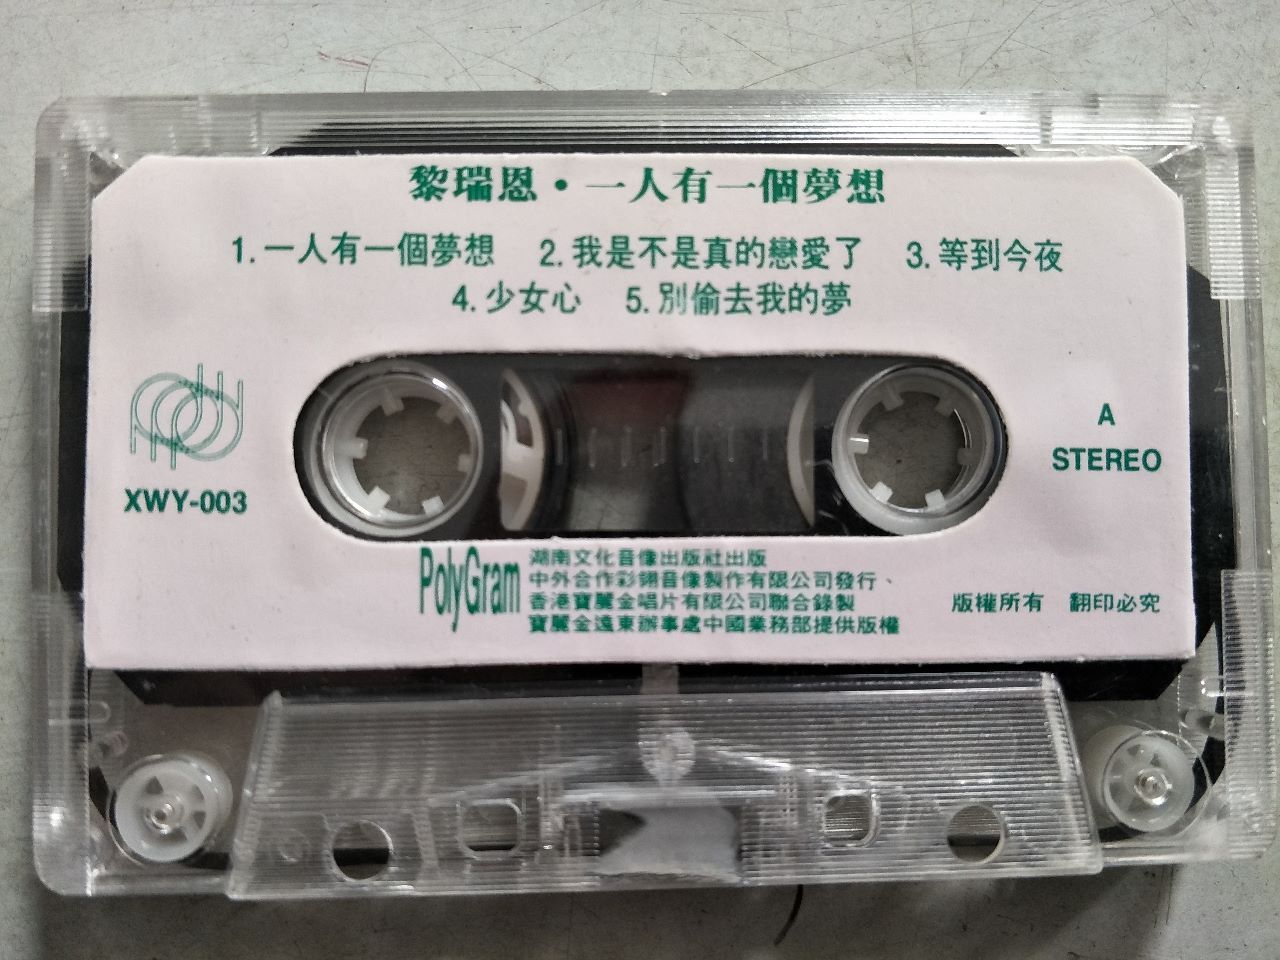 黎瑞恩•一人有一個夢想
1.一人有一個夢想 2.我是不是真的戀愛了 3.等到今夜
4.少女心 5.別偷去我的夢
A
STEREO
XWY-003
PolyGram
湖南文化音像出版社出版
中外合作彩翎音像製作有限公司發行、
香港寶麗金唱片有限公司聯合錄製
寶麗金遠東辦事處中國業務部提供版權
版權所有 翻印必究